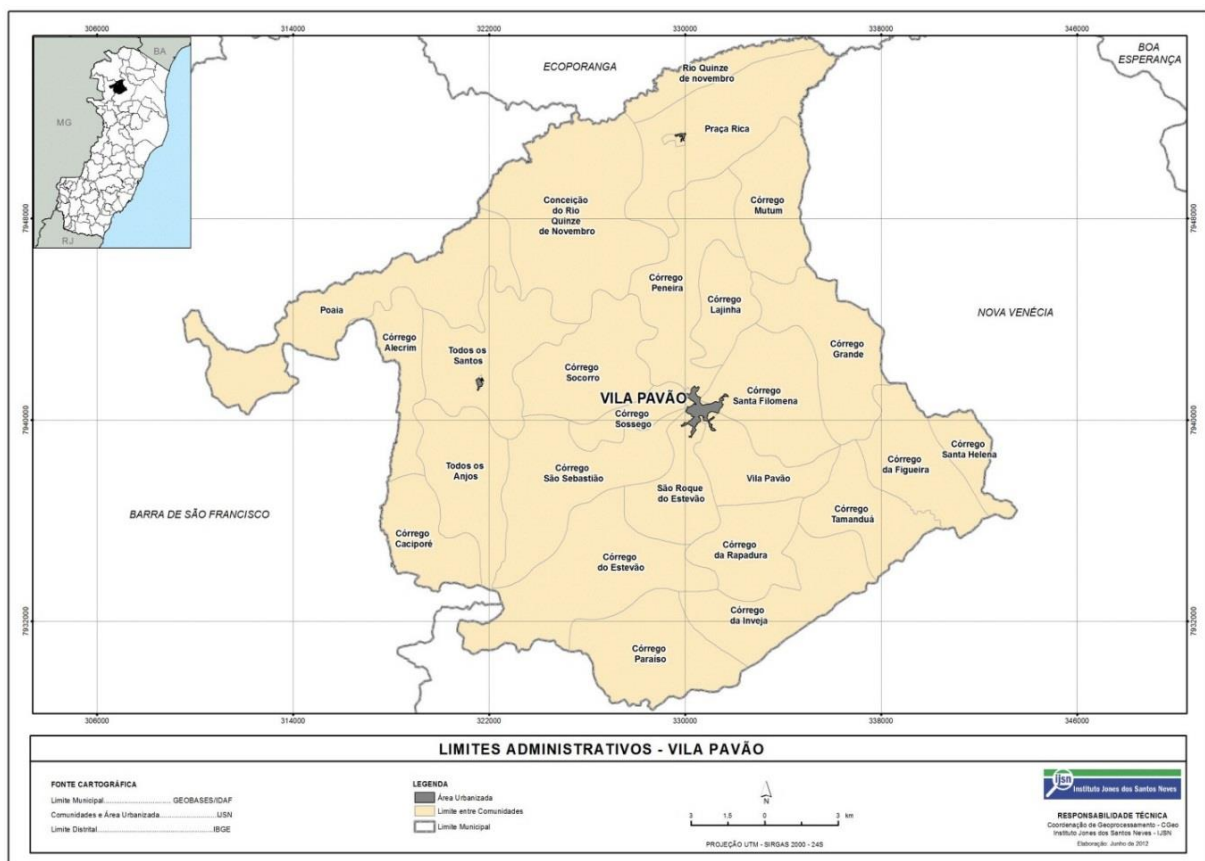 306000
314000
322000
330000
338000
346000
BA
MG
RJ
ECOPORANGA
BOA
ESPERANÇA
Rio Quinze
de novembro
Praça Rica
Conceição
do Rio
Quinze
de Novembro
Córrego
Mutum
7948000
7948000
Córrego
Peneira
Córrego
Lajinha
Poaia
NOVA VENÉCIA
Córrego
Alecrim
Todos os
Santos
Córrego
Grande
Córrego
Socorro
VILA PAVÃO
Córrego
Santa Filomena
Córrego
Sossego
7940000
7940000
Córrego
Santa Helena
Córrego
da Figueira
Todos os
Anjos
Córrego
São Sebastião
São Roque
do Estevão
Vila Pavão
BARRA DE SÃO FRANCISCO
Córrego
Tamanduá
Córrego
Caciporé
Córrego
do Estevão
Córrego
da Rapadura
Córrego
da Inveja
7932000
7932000
Córrego
Paraíso
306000
314000
322000
330000
338000
346000
LIMITES ADMINISTRATIVOS - VILA PAVÃO
FONTE CARTOGRÁFICA
Limite Municipal.............................. GEOBASES/IDAF
Comunidades e Área Urbanizada....................IJSN
Limite Distrital.......................................................IBGE
LEGENDA
Área Urbanizada
Limite entre Comunidades
Limite Municipal
N
3 1,5 0 3 km
PROJEÇÃO UTM - SIRGAS 2000 - 24S
ijsn Instituto Jones dos Santos Neves
RESPONSABILIDADE TÉCNICA
Coordenação de Geoprocessamento - CGeo
Instituto Jones dos Santos Neves - IJSN
Elaboração: Junho de 2012